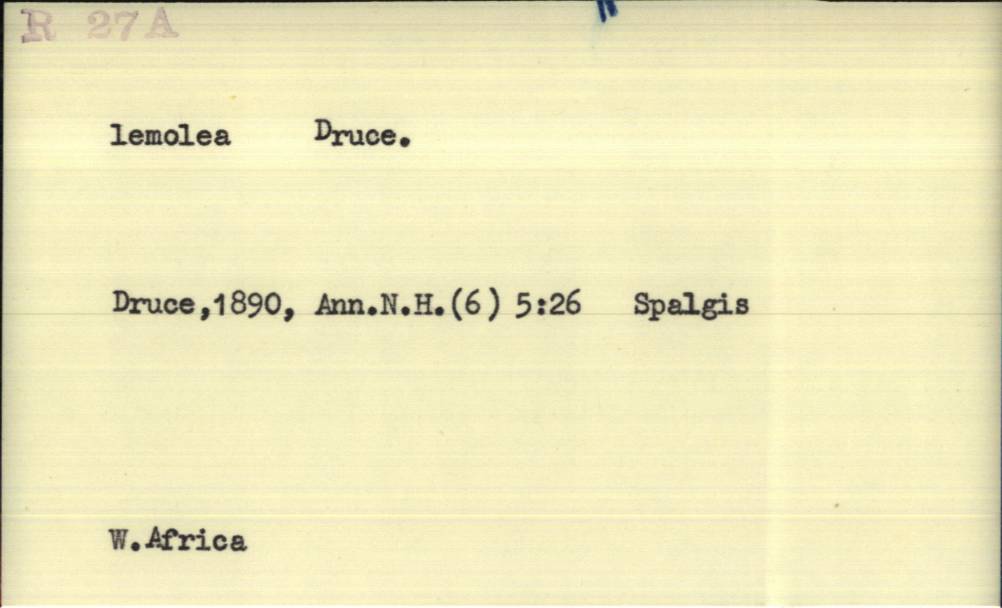 R 27A
lemolea Druce.
Druce,1890, Ann.N.H.(6) 5:26 Spalgis
W.Africa